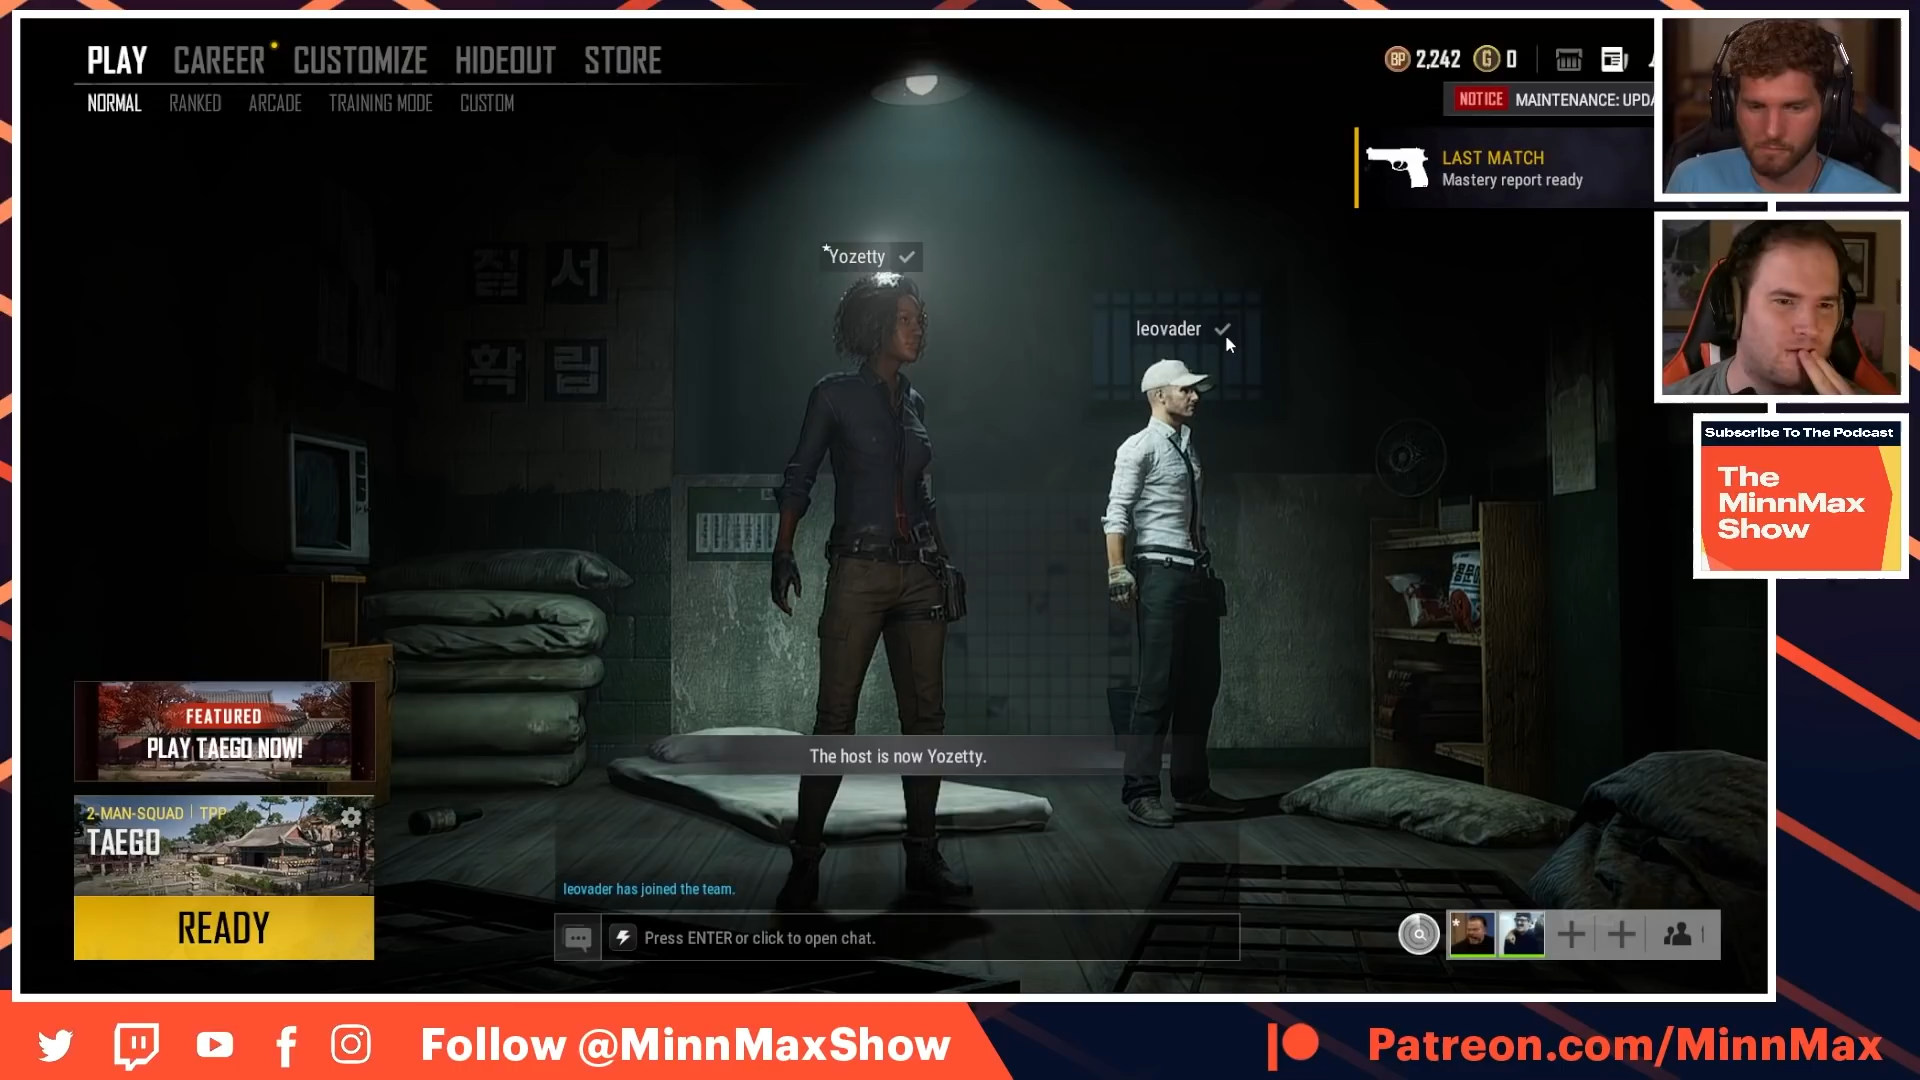 PLAY CAREER CUSTOMIZE HIDEOUT STORE
NORMAL RANKED ARCADE TRAINING MODE CUSTOM
BP 2,242 G 0
NOTICE MAINTENANCE: UPDA
LAST MATCH
Mastery report ready
*Yozetty
leovader
질서
확립
Subscribe To The Podcast
The
MinnMax
Show
FEATURED
PLAY TAEGO NOW!
The host is now Yozetty.
2-MAN-SQUAD | TPP
TAEGO
leovader has joined the team.
READY
Press ENTER or click to open chat.
Follow @MinnMaxShow
Patreon.com/MinnMax